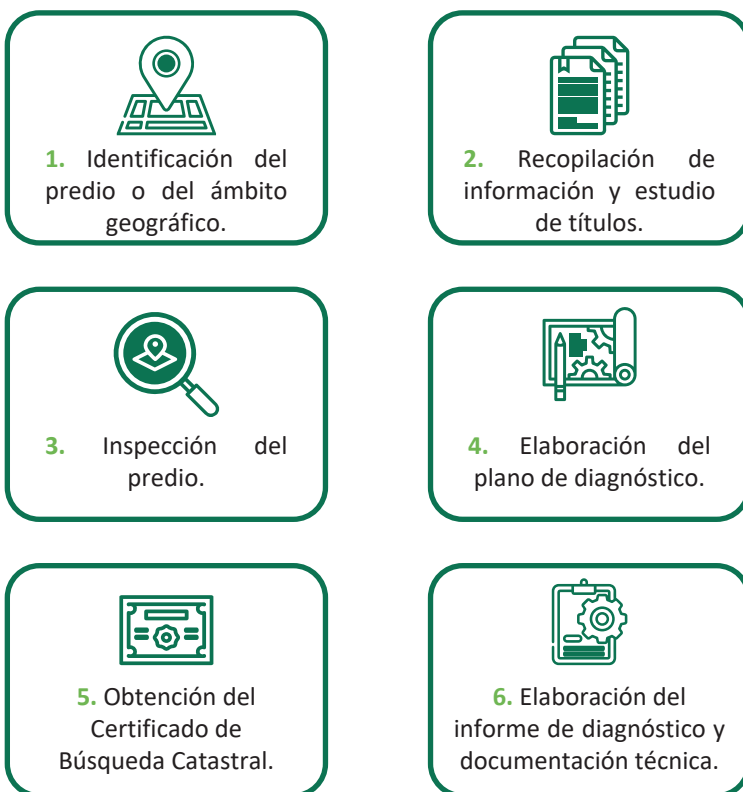 1. Identificación del
predio o del ámbito
geográfico.
2. Recopilación de
información y estudio
de títulos.
3. Inspección del
predio.
4. Elaboración del
plano de diagnóstico.
5. Obtención del
Certificado de
Búsqueda Catastral.
6. Elaboración del
informe de diagnóstico y
documentación técnica.